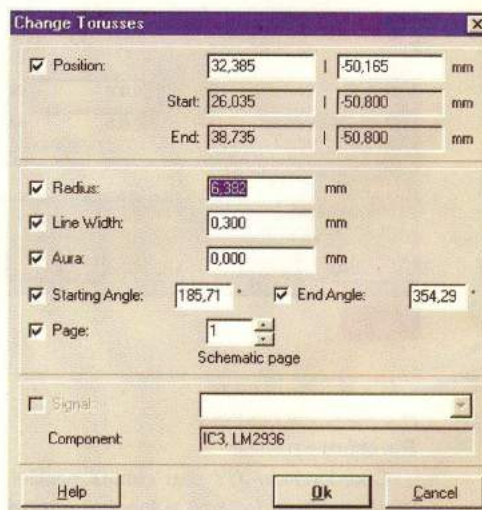 Change Torusses
Position: 32,385 | -50,165 mm
Start: 26,035 | -50,800 mm
End: 38,735 | -50,800 mm
Radius: 6,382 mm
Line Width: 0,300 mm
Aura: 0,000 mm
Starting Angle: 185,71 ° End Angle: 354,29 °
Page: 1
Schematic page
Signal
Component: IC3, LM2936
Help Ok Cancel